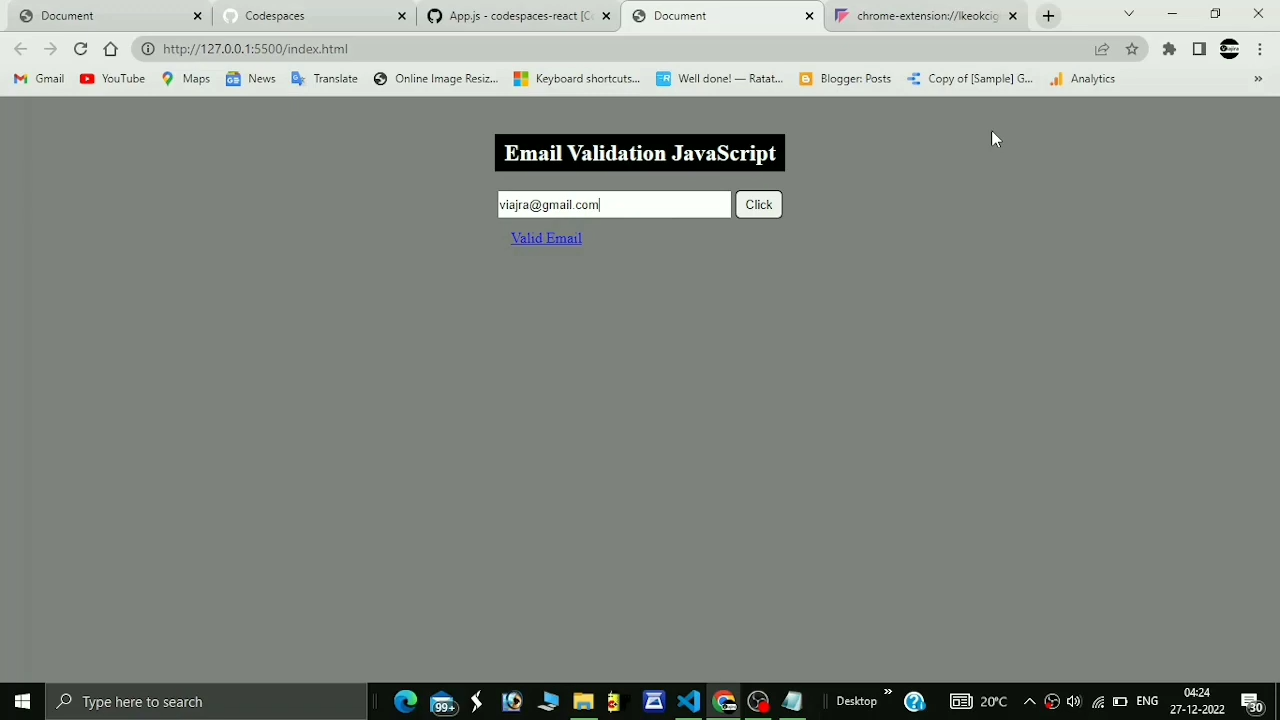 Document
Codespaces
App.js - codespaces-react [C
Document
chrome-extension://lkeokcig
http://127.0.0.1:5500/index.html
Gmail
YouTube
Maps
News
Translate
Online Image Resiz...
Keyboard shortcuts...
Well done! — Ratat...
Blogger: Posts
Copy of [Sample] G...
Analytics
»
Email Validation JavaScript
viajra@gmail.com
Click
Valid Email
Type here to search
99+
Desktop
»
20°C
ENG
04:24
27-12-2022
30